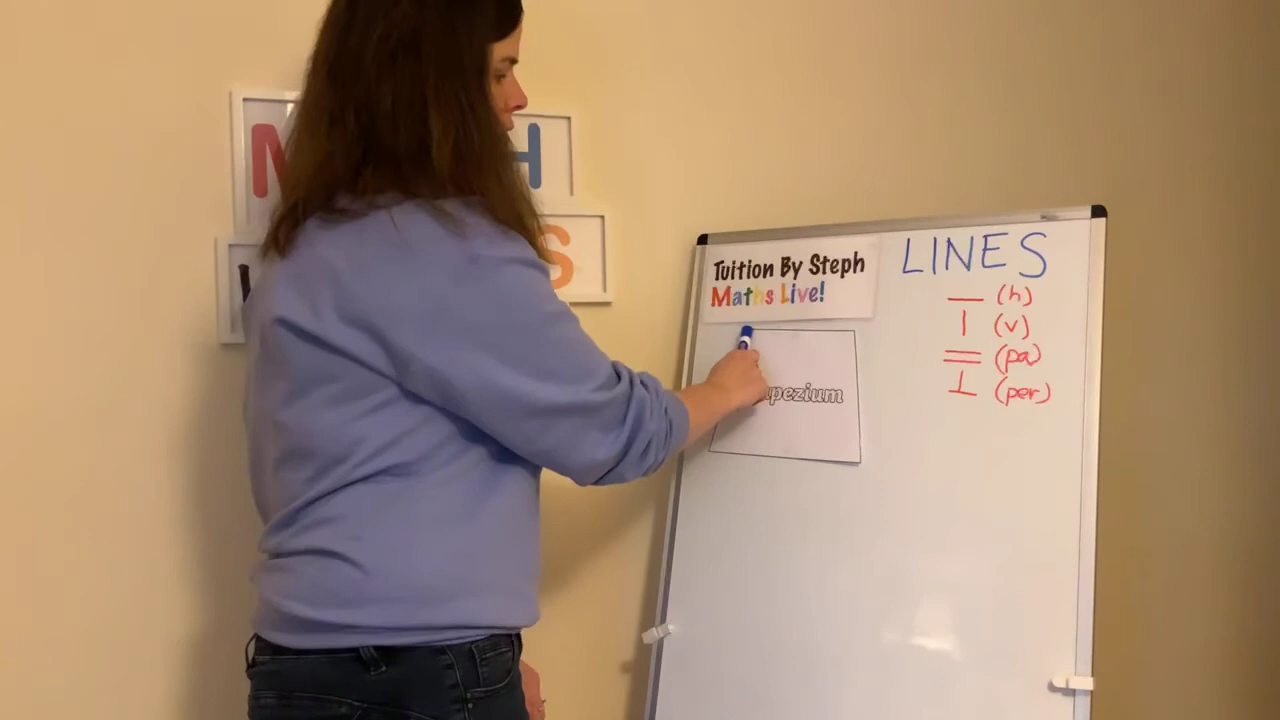 M
H
S
Tuition By Steph
Maths Live!
LINES
— (h)
| (v)
= (pa)
⊥ (per)